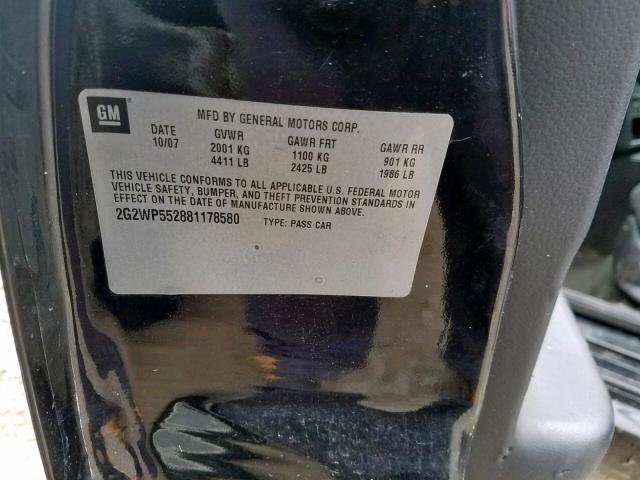 GM
MFD BY GENERAL MOTORS CORP.
DATE GVWR GAWR FRT GAWR RR
10/07 2001 KG 1100 KG 901 KG
4411 LB 2425 LB 1986 LB
THIS VEHICLE CONFORMS TO ALL APPLICABLE U.S. FEDERAL MOTOR
VEHICLE SAFETY, BUMPER, AND THEFT PREVENTION STANDARDS IN
EFFECT ON THE DATE OF MANUFACTURE SHOWN ABOVE.
2G2WP552881178580 TYPE: PASS CAR